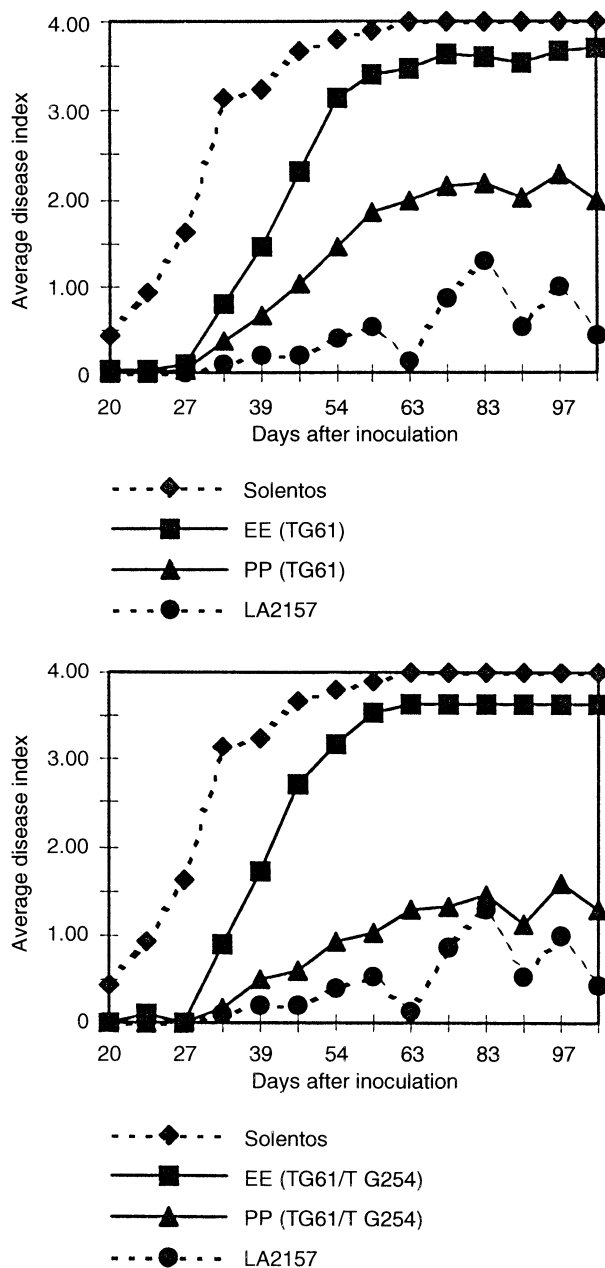 4.00
3.00
2.00
1.00
0
Average disease index
20 27 39 54 63 83 97
Days after inoculation
Solentos
EE (TG61)
PP (TG61)
LA2157
4.00
3.00
2.00
1.00
0
Average disease index
20 27 39 54 63 83 97
Days after inoculation
Solentos
EE (TG61/T G254)
PP (TG61/T G254)
LA2157